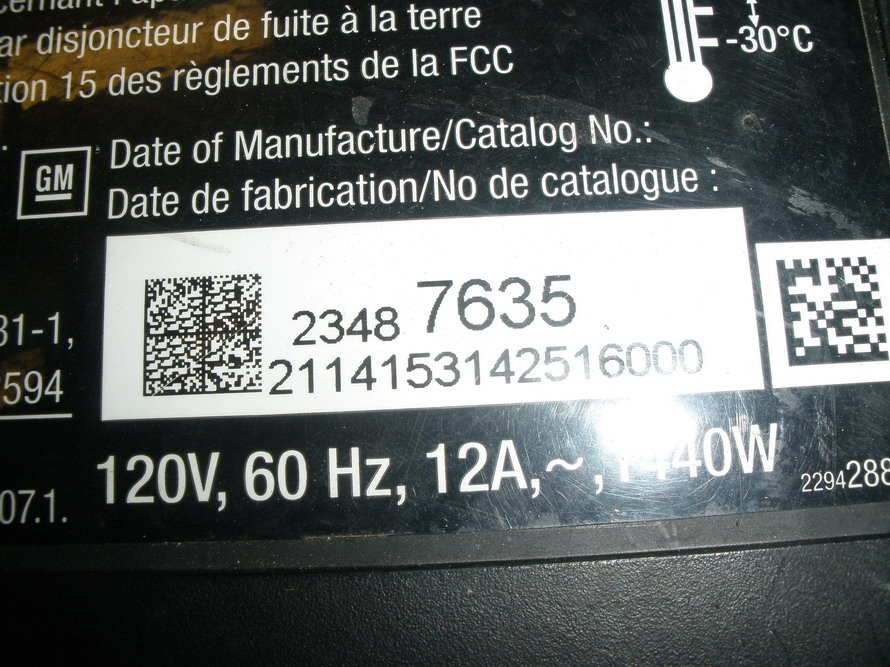 ar disjoncteur de fuite à la terre
tion 15 des règlements de la FCC
-30°C
GM
Date of Manufacture/Catalog No.:
Date de fabrication/No de catalogue :
2348 7635
2114153142516000
31-1,
594
07.1.
120V, 60 Hz, 12A,~, 1440W
2294288